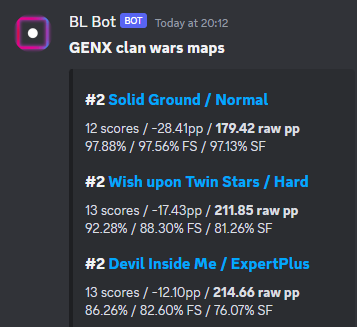 BL Bot BOT Today at 20:12
GENX clan wars maps
#2 Solid Ground / Normal
12 scores / -28.41pp / 179.42 raw pp
97.88% / 97.56% FS / 97.13% SF
#2 Wish upon Twin Stars / Hard
13 scores / -17.43pp / 211.85 raw pp
92.28% / 88.30% FS / 81.26% SF
#2 Devil Inside Me / ExpertPlus
13 scores / -12.10pp / 214.66 raw pp
86.26% / 82.60% FS / 76.07% SF